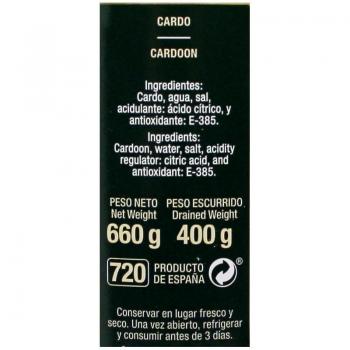 CARDO
CARDOON
Ingredientes:
Cardo, agua, sal,
acidulante: ácido cítrico, y
antioxidante: E-385.
Ingredients:
Cardoon, water, salt, acidity
regulator: citric acid, and
antioxidant: E-385.
PESO NETO PESO ESCURRIDO
Net Weight Drained Weight
660 g 400 g
720 PRODUCTO
DE ESPAÑA
Conservar en lugar fresco y
seco. Una vez abierto, refrigerar
y consumir antes de 3 días.